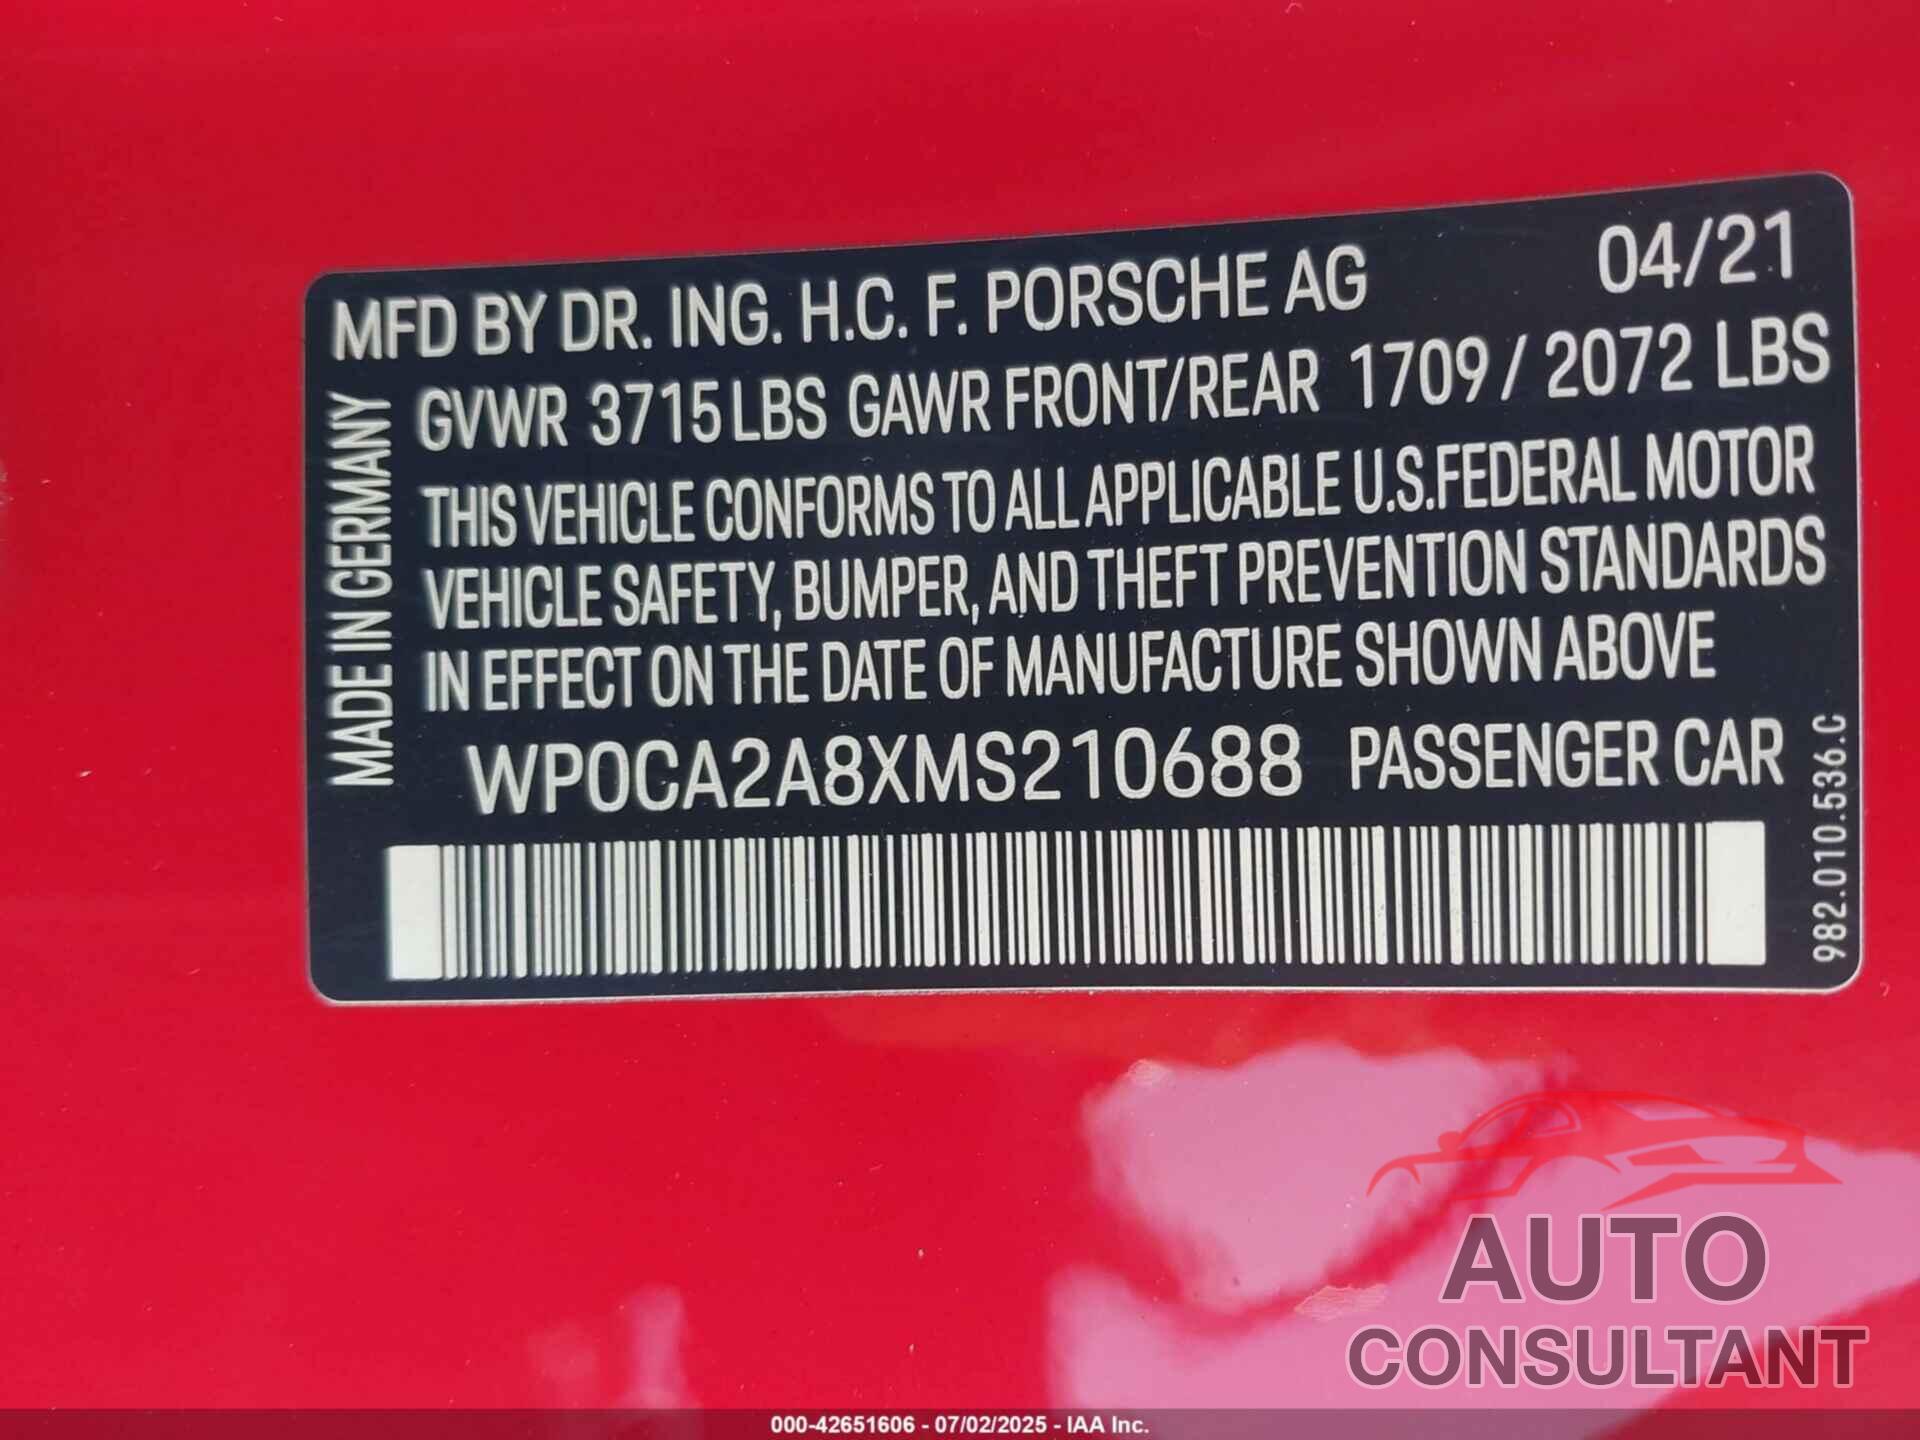 MFD BY DR. ING. H.C. F. PORSCHE AG 04/21
GVWR 3715 LBS GAWR FRONT/REAR 1709 / 2072 LBS
THIS VEHICLE CONFORMS TO ALL APPLICABLE U.S.FEDERAL MOTOR
VEHICLE SAFETY, BUMPER, AND THEFT PREVENTION STANDARDS
IN EFFECT ON THE DATE OF MANUFACTURE SHOWN ABOVE
WP0CA2A8XMS210688 PASSENGER CAR
MADE IN GERMANY
982.010.536.C
AUTO
CONSULTANT
000-42651606 - 07/02/2025 - IAA Inc.